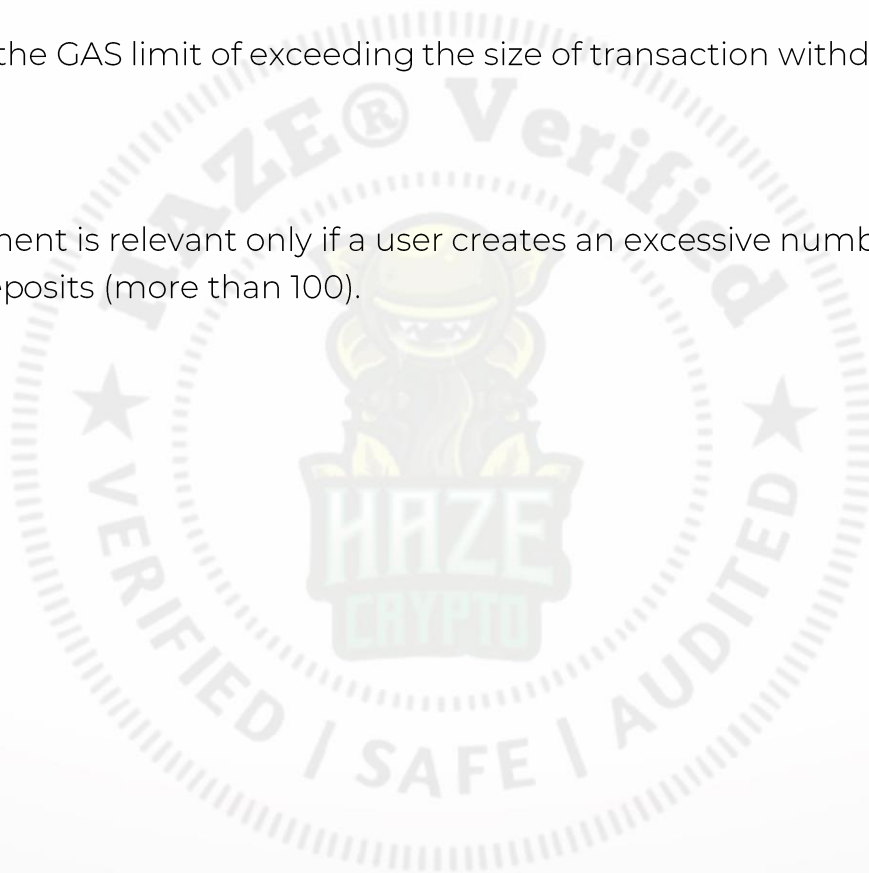 the GAS limit of exceeding the size of transaction withd
HAZE® Verified
nent is relevant only if a user creates an excessive numb
eposits (more than 100).
HAZE
CRYPTO
VERIFIED | SAFE | AUDITED